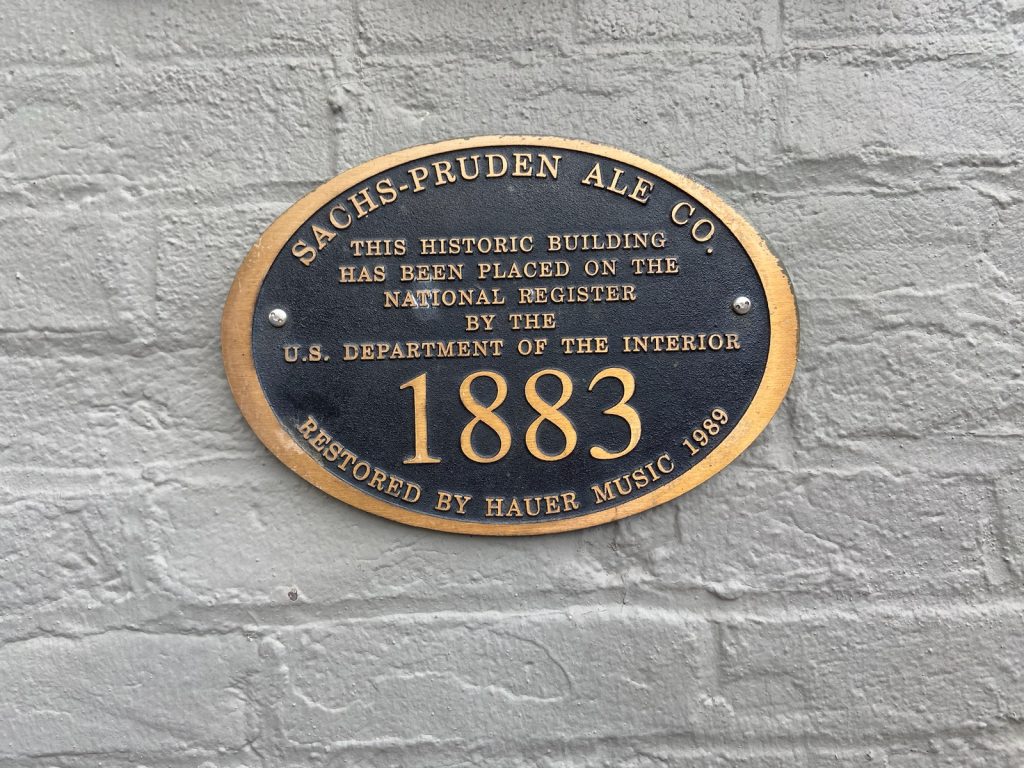 SACHS-PRUDEN ALE CO.
THIS HISTORIC BUILDING
HAS BEEN PLACED ON THE
NATIONAL REGISTER
BY THE
U.S. DEPARTMENT OF THE INTERIOR
1883
RESTORED BY HAUER MUSIC 1989